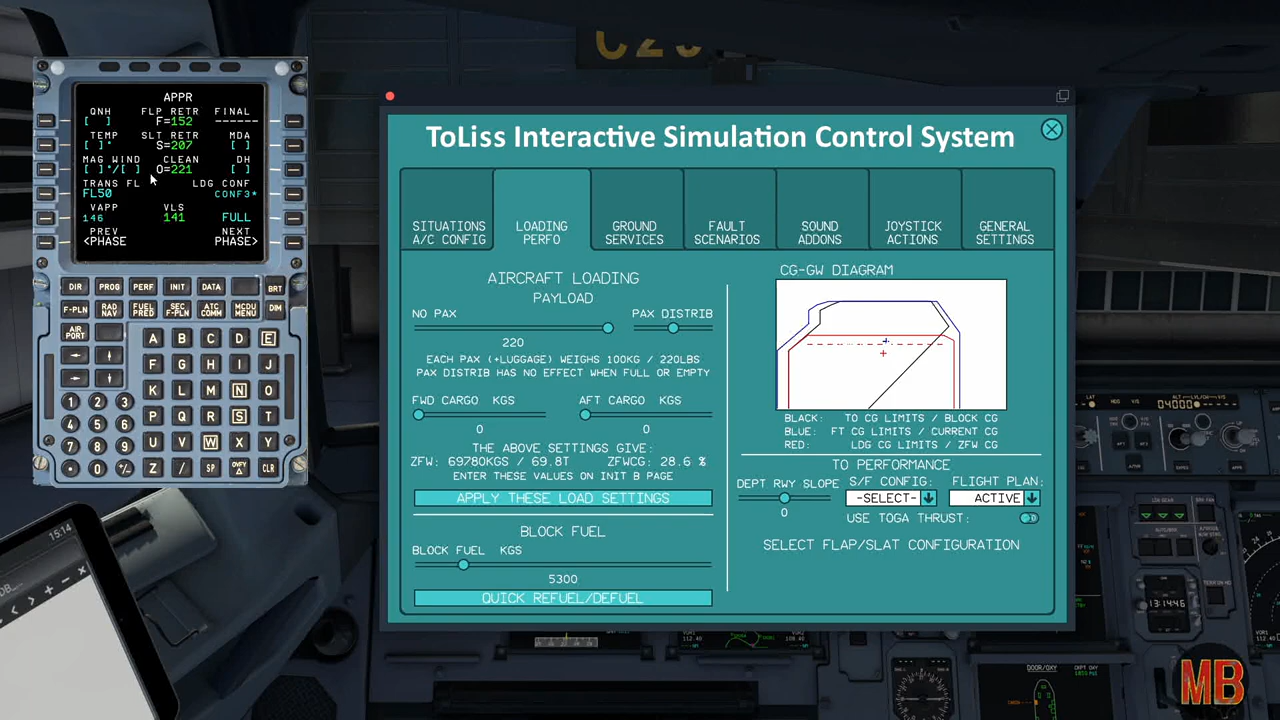 C25
APPR
QNH FLP RETR FINAL
[ ] F=152 ------
TEMP SLT RETR MDA
[ ]° S=207 [ ]
MAG WIND CLEAN DH
[ ]°/[ ] O=221 [ ]
TRANS FL LDG CONF
FL50 CONF3*
VAPP VLS
146 141 FULL
PREV NEXT
<PHASE PHASE>
DIR PROG PERF INIT DATA BRT
F-PLN RAD NAV FUEL PRED SEC F-PLN ATC COMM MCDU MENU DIM
AIR PORT
A B C D E
F G H I J
1 2 3 K L M N O
4 5 6 P Q R S T
7 8 9 U V W X Y
. 0 +/- Z / SP OVFY △ CLR
15:14
ToLiss Interactive Simulation Control System
SITUATIONS A/C CONFIG
LOADING PERFO
GROUND SERVICES
FAULT SCENARIOS
SOUND ADDONS
JOYSTICK ACTIONS
GENERAL SETTINGS
AIRCRAFT LOADING
PAYLOAD
NO PAX PAX DISTRIB
220
EACH PAX (+LUGGAGE) WEIGHS 100KG / 220LBS
PAX DISTRIB HAS NO EFFECT WHEN FULL OR EMPTY
FWD CARGO KGS AFT CARGO KGS
0 0
THE ABOVE SETTINGS GIVE:
ZFW: 69780KGS / 69.8T ZFWCG: 28.6 %
ENTER THESE VALUES ON INIT B PAGE
APPLY THESE LOAD SETTINGS
BLOCK FUEL
BLOCK FUEL KGS
5300
QUICK REFUEL/DEFUEL
CG-GW DIAGRAM
BLACK: TO CG LIMITS / BLOCK CG
BLUE: FT CG LIMITS / CURRENT CG
RED: LDG CG LIMITS / ZFW CG
TO PERFORMANCE
DEPT RWY SLOPE S/F CONFIG: FLIGHT PLAN:
0 -SELECT- ACTIVE
USE TOGA THRUST:
SELECT FLAP/SLAT CONFIGURATION
04000
13:14:46
DOOR/OXY
MB